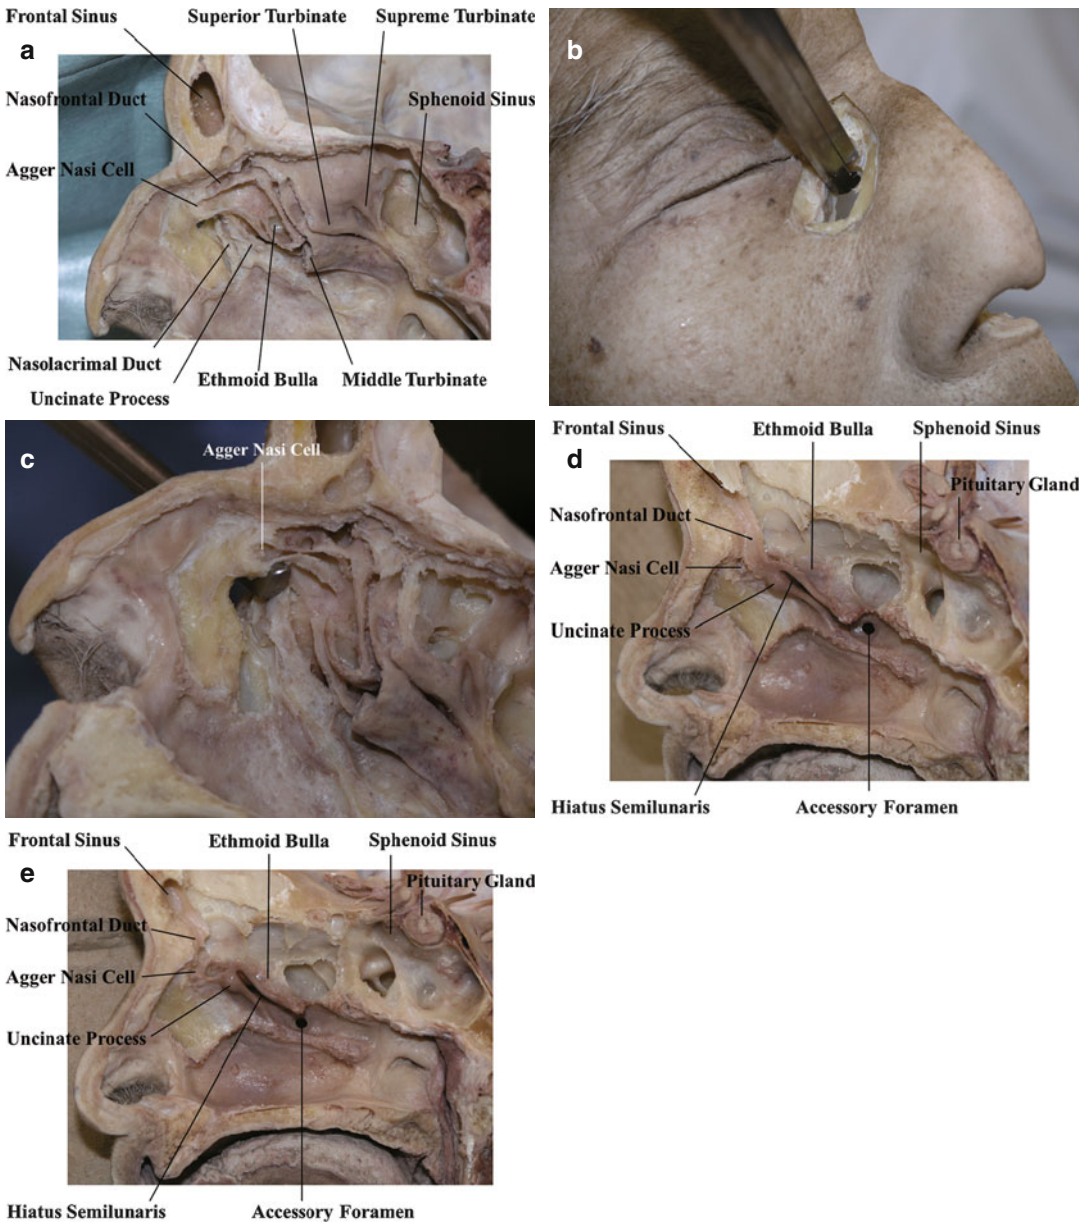 Frontal Sinus
Superior Turbinate
Supreme Turbinate
a
Nasofrontal Duct
Sphenoid Sinus
Agger Nasi Cell
Nasolacrimal Duct
Ethmoid Bulla
Middle Turbinate
Uncinate Process
b
c
Agger Nasi Cell
Frontal Sinus
Ethmoid Bulla
Sphenoid Sinus
d
Pituitary Gland
Nasofrontal Duct
Agger Nasi Cell
Uncinate Process
Hiatus Semilunaris
Accessory Foramen
Frontal Sinus
Ethmoid Bulla
Sphenoid Sinus
e
Pituitary Gland
Nasofrontal Duct
Agger Nasi Cell
Uncinate Process
Hiatus Semilunaris
Accessory Foramen